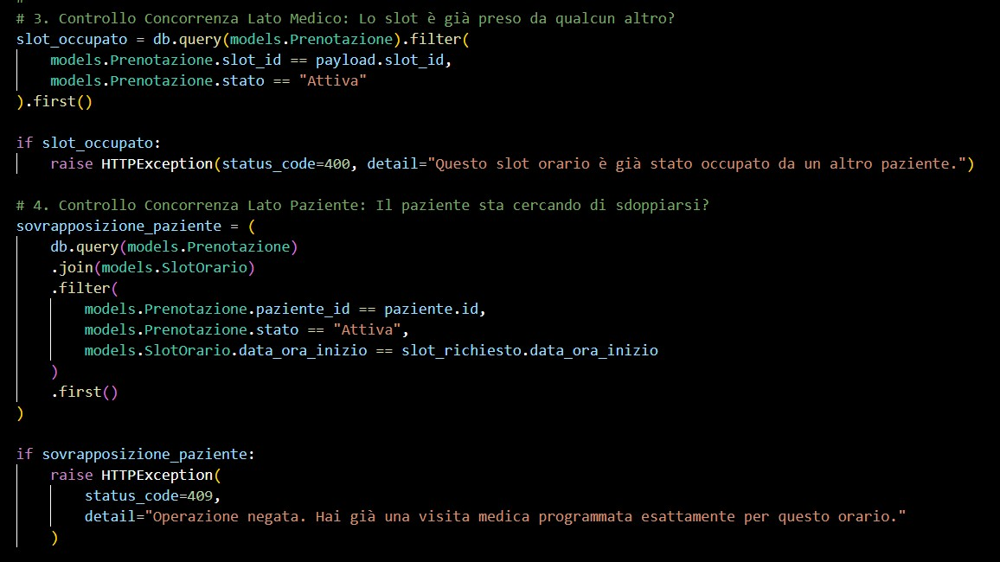 # 3. Controllo Concorrenza Lato Medico: Lo slot è già preso da qualcun altro?
slot_occupato = db.query(models.Prenotazione).filter(
    models.Prenotazione.slot_id == payload.slot_id,
    models.Prenotazione.stato == "Attiva"
).first()

if slot_occupato:
    raise HTTPException(status_code=400, detail="Questo slot orario è già stato occupato da un altro paziente.")

# 4. Controllo Concorrenza Lato Paziente: Il paziente sta cercando di sdoppiarsi?
sovrapposizione_paziente = (
    db.query(models.Prenotazione)
    .join(models.SlotOrario)
    .filter(
        models.Prenotazione.paziente_id == paziente.id,
        models.Prenotazione.stato == "Attiva",
        models.SlotOrario.data_ora_inizio == slot_richiesto.data_ora_inizio
    )
    .first()
)

if sovrapposizione_paziente:
    raise HTTPException(
        status_code=409,
        detail="Operazione negata. Hai già una visita medica programmata esattamente per questo orario."
    )